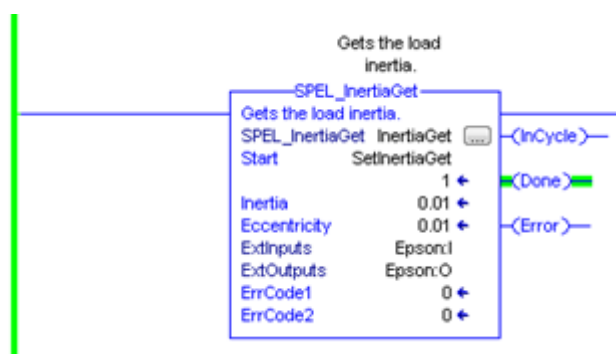 Gets the load
inertia.
SPEL_InertiaGet
Gets the load inertia.
SPEL_InertiaGet InertiaGet ... InCycle
Start SetInertiaGet
1 Done
Inertia 0.01
Eccentricity 0.01 Error
ExtInputs Epson:I
ExtOutputs Epson:O
ErrCode1 0
ErrCode2 0